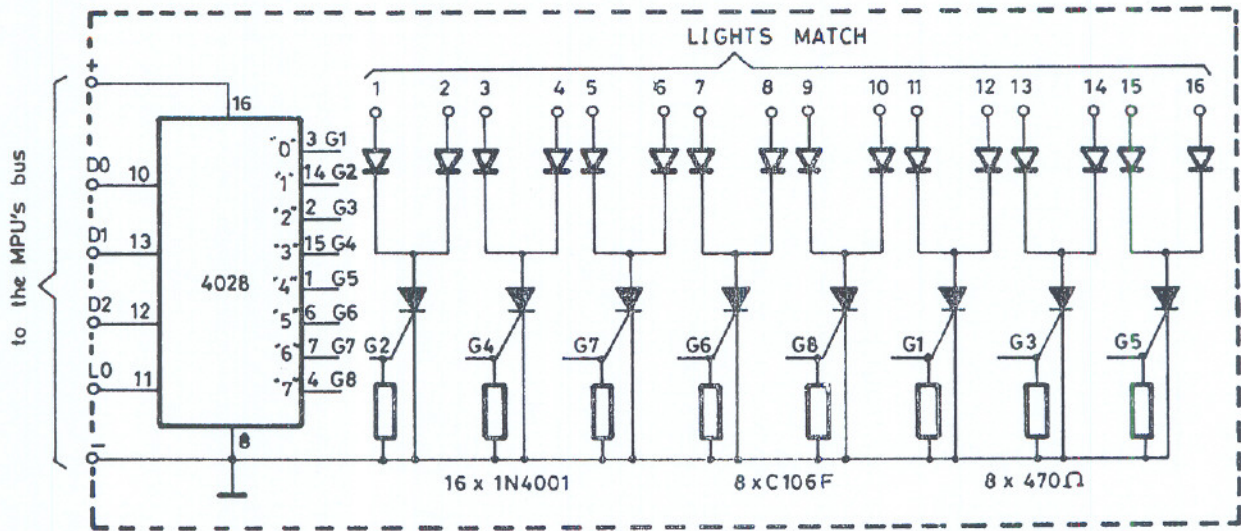 LIGHTS MATCH
1 2 3 4 5 6 7 8 9 10 11 12 13 14 15 16
+
16
"0" 3 G1
D0 10
"1" 14 G2
"2" 2 G3
D1 13
"3" 15 G4
4028
"4" 1 G5
D2 12
"5" 6 G6
"6" 7 G7
L0 11
"7" 4 G8
G2 G4 G7 G6 G8 G1 G3 G5
8
−
to the MPU's bus
16 x 1N4001 8 xC106F 8 x 470Ω